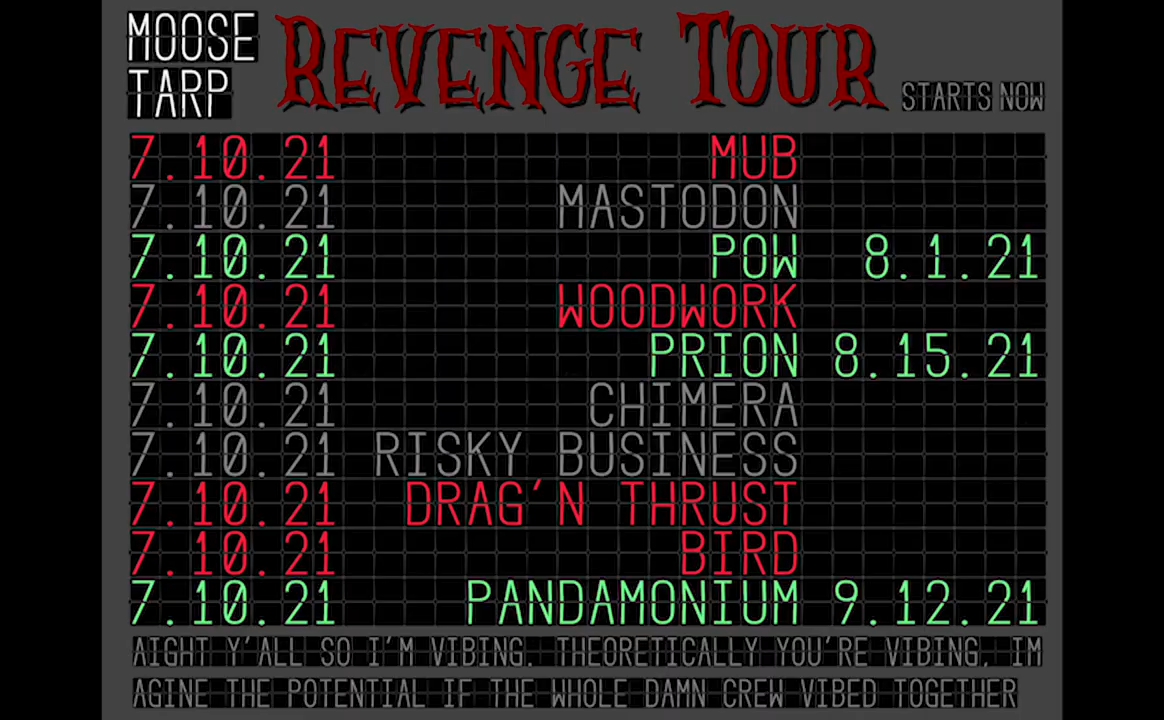 MOOSE
TARP
REVENGE TOUR
STARTS NOW
7.10.21 MUB
7.10.21 MASTODON
7.10.21 POW 8.1.21
7.10.21 WOODWORK
7.10.21 PRION 8.15.21
7.10.21 CHIMERA
7.10.21 RISKY BUSINESS
7.10.21 DRAG'N THRUST
7.10.21 BIRD
7.10.21 PANDAMONIUM 9.12.21
AIGHT Y'ALL SO I'M VIBING. THEORETICALLY YOU'RE VIBING, IM
AGINE THE POTENTIAL IF THE WHOLE DAMN CREW VIBED TOGETHER